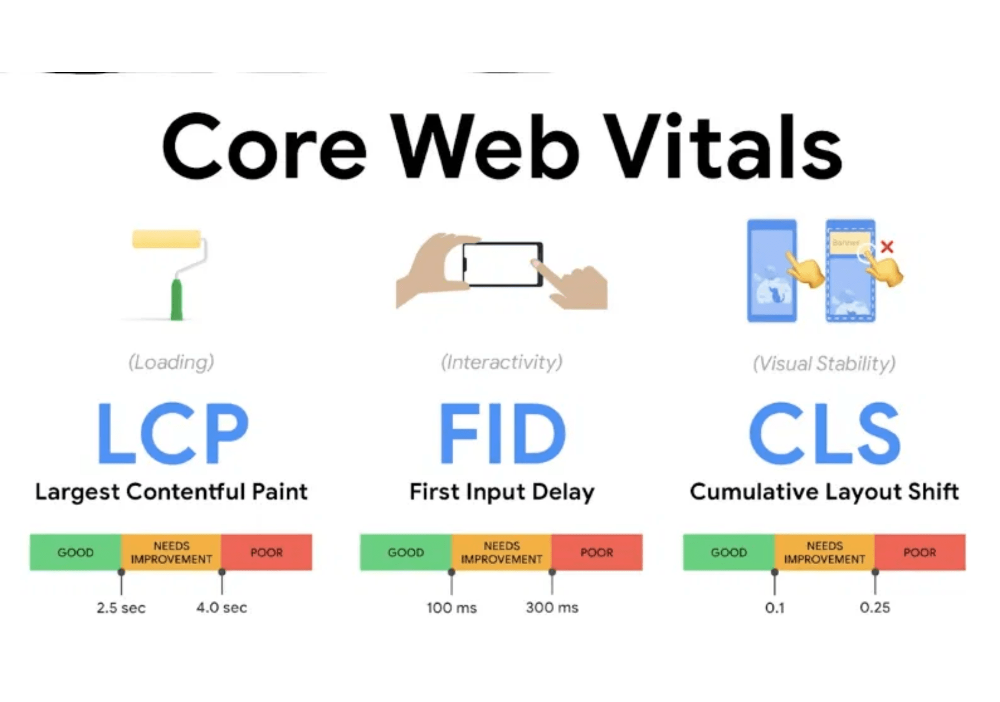 Core Web Vitals
Banner
(Loading)
(Interactivity)
(Visual Stability)
LCP
FID
CLS
Largest Contentful Paint
First Input Delay
Cumulative Layout Shift
GOOD
NEEDS
IMPROVEMENT
POOR
2.5 sec
4.0 sec
GOOD
NEEDS
IMPROVEMENT
POOR
100 ms
300 ms
GOOD
NEEDS
IMPROVEMENT
POOR
0.1
0.25